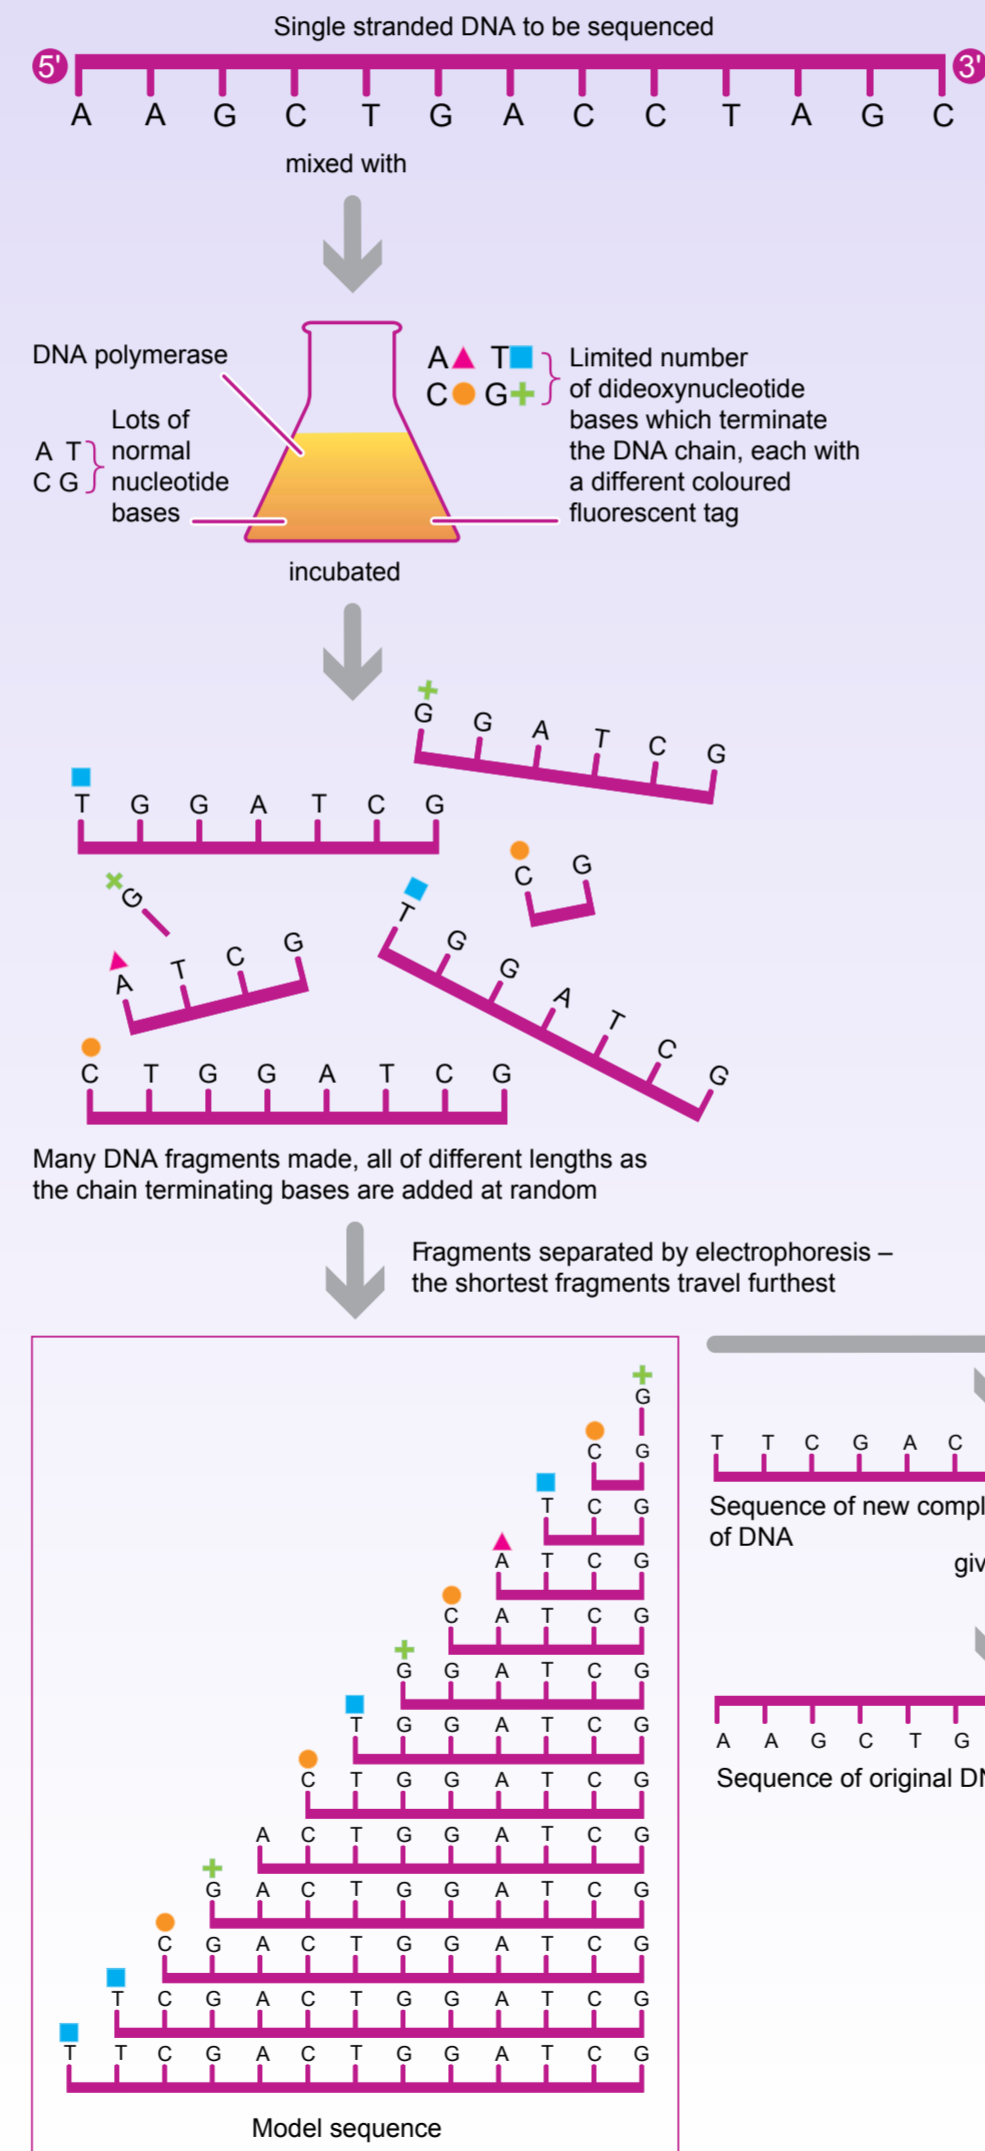 Single stranded DNA to be sequenced
5' 3'
A A G C T G A C C T A G C
mixed with
DNA polymerase
Lots of
normal
nucleotide
bases
A T
C G
A T
C G
Limited number
of dideoxynucleotide
bases which terminate
the DNA chain, each with
a different coloured
fluorescent tag
incubated
G G A T C G
T G G A T C G
C G
G
T G G A T C G
A T C G
C T G G A T C G
Many DNA fragments made, all of different lengths as
the chain terminating bases are added at random
Fragments separated by electrophoresis –
the shortest fragments travel furthest
G
C G
T C G
A T C G
C A T C G
G G A T C G
T G G A T C G
C T G G A T C G
A C T G G A T C G
G A C T G G A T C G
C G A C T G G A T C G
T C G A C T G G A T C G
T T C G A C T G G A T C G
Model sequence
T T C G A C
Sequence of new compl
of DNA
giv
A A G C T G
Sequence of original DN